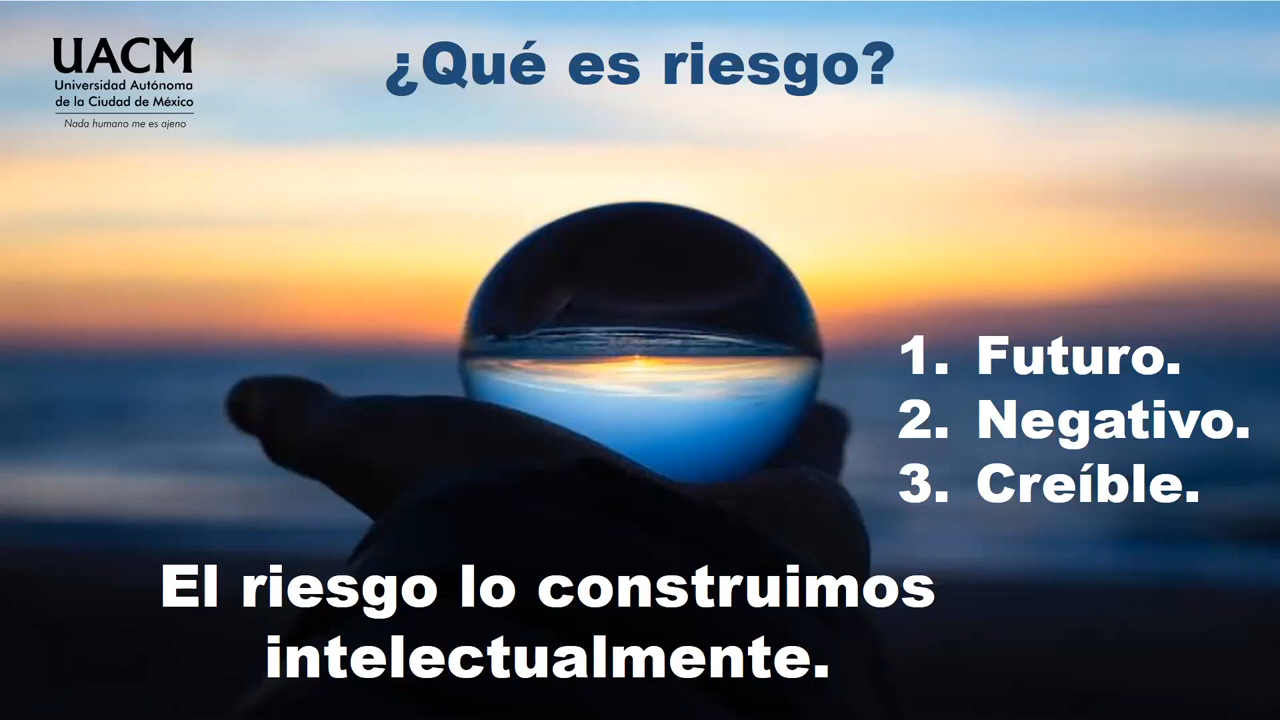 UACM
Universidad Autónoma
de la Ciudad de México
Nada humano me es ajeno
¿Qué es riesgo?
1. Futuro.
2. Negativo.
3. Creíble.
El riesgo lo construimos
intelectualmente.